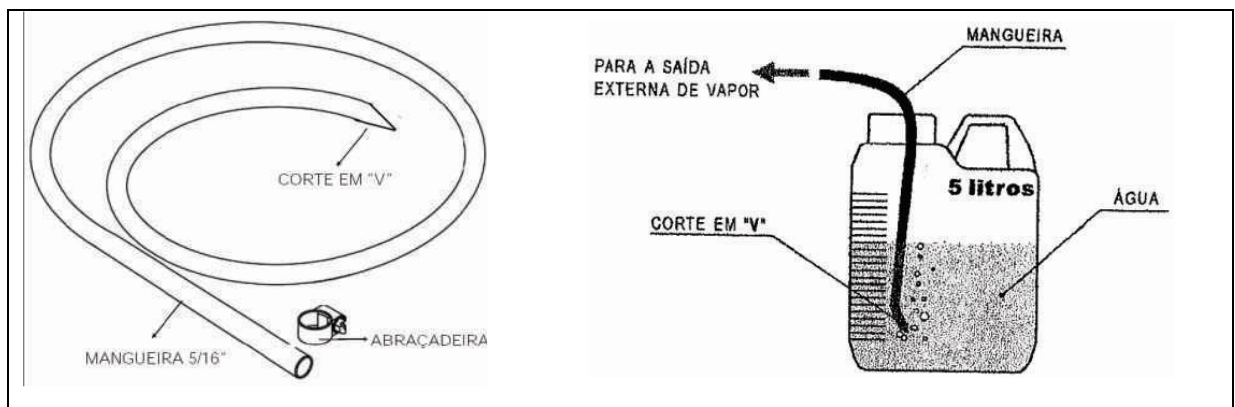 CORTE EM "V"
MANGUEIRA 5/16"
ABRAÇADEIRA
MANGUEIRA
PARA A SAÍDA
EXTERNA DE VAPOR
5 litros
ÁGUA
CORTE EM "V"